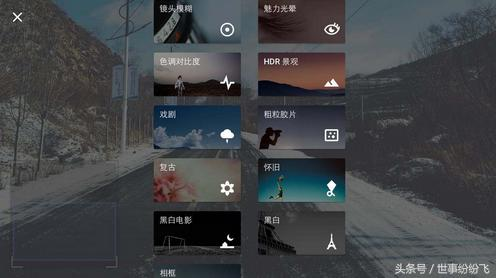 镜头模糊
魅力光晕
色调对比度
HDR 景观
戏剧
粗粒胶片
复古
怀旧
黑白电影
黑白
相框
头条号 / 世事纷纷飞